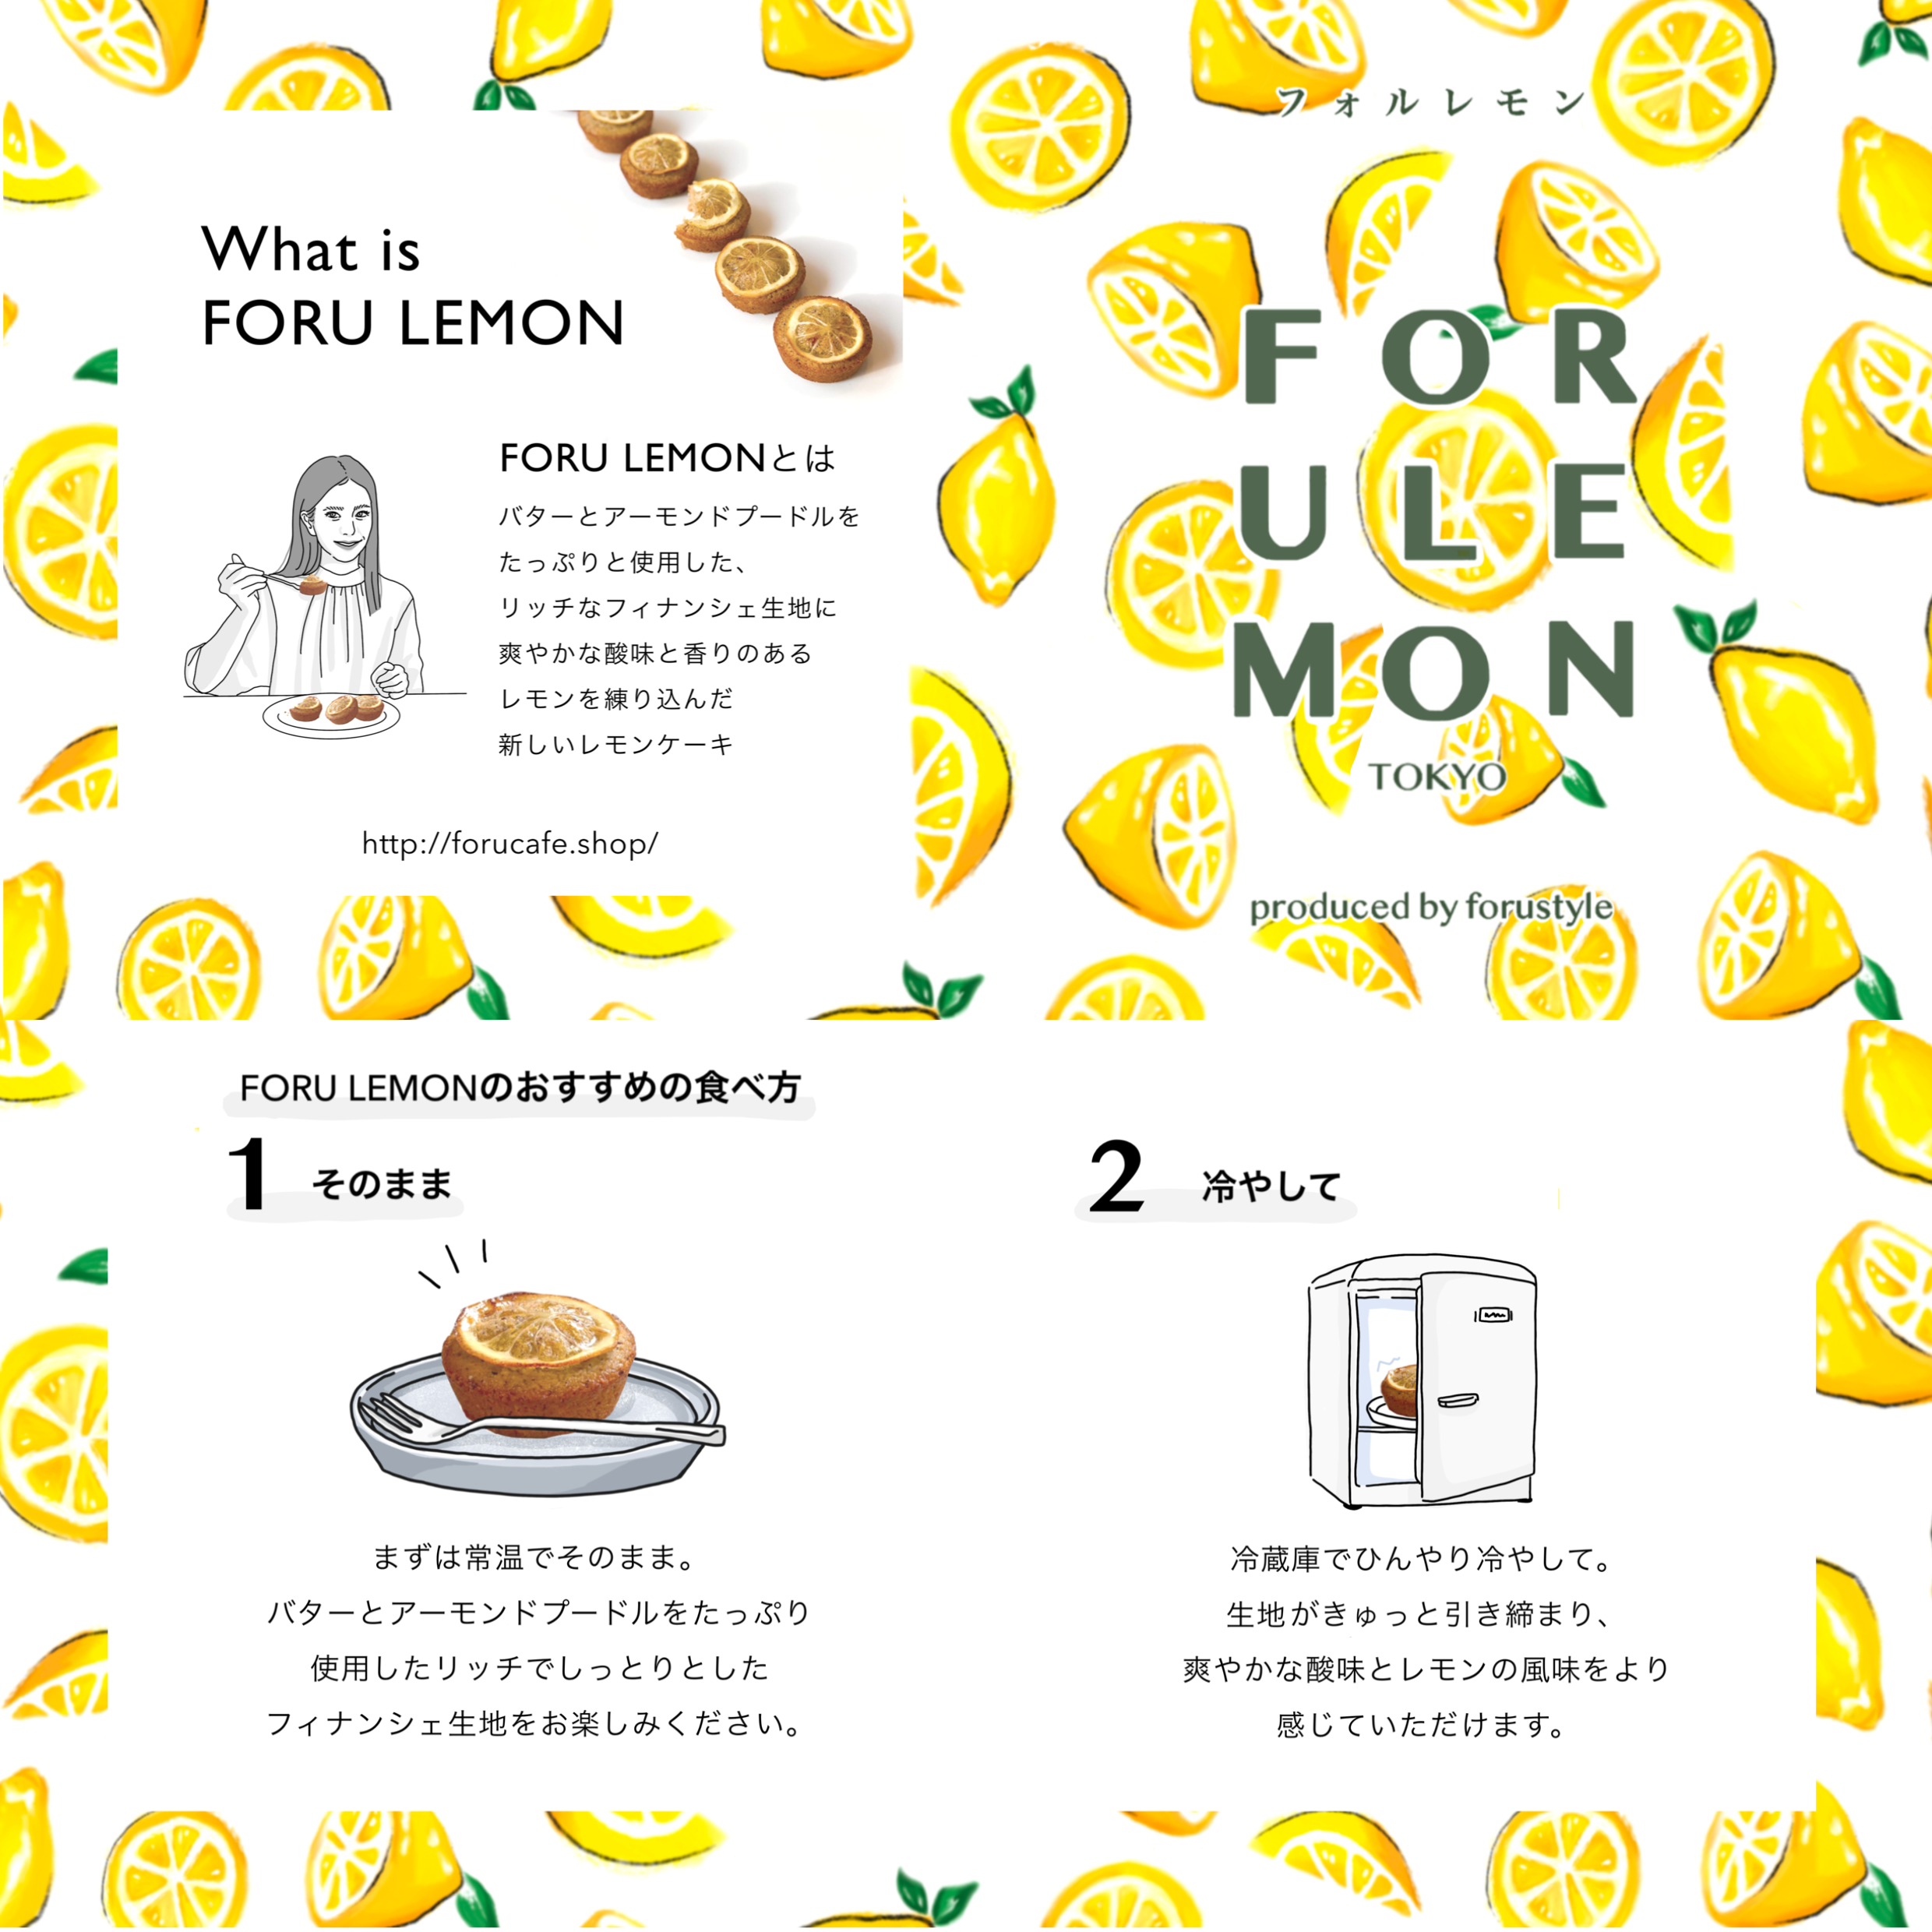 What is
FORU LEMON
FORU LEMONとは
バターとアーモンドプードルを
たっぷりと使用した、
リッチなフィナンシェ生地に
爽やかな酸味と香りのある
レモンを練り込んだ
新しいレモンケーキ
http://forucafe.shop/
フォルレモン
FOR
ULE
MON
TOKYO
produced by forustyle
FORU LEMONのおすすめの食べ方
1 そのまま
まずは常温でそのまま。
バターとアーモンドプードルをたっぷり
使用したリッチでしっとりとした
フィナンシェ生地をお楽しみください。
2 冷やして
冷蔵庫でひんやり冷やして。
生地がきゅっと引き締まり、
爽やかな酸味とレモンの風味をより
感じていただけます。